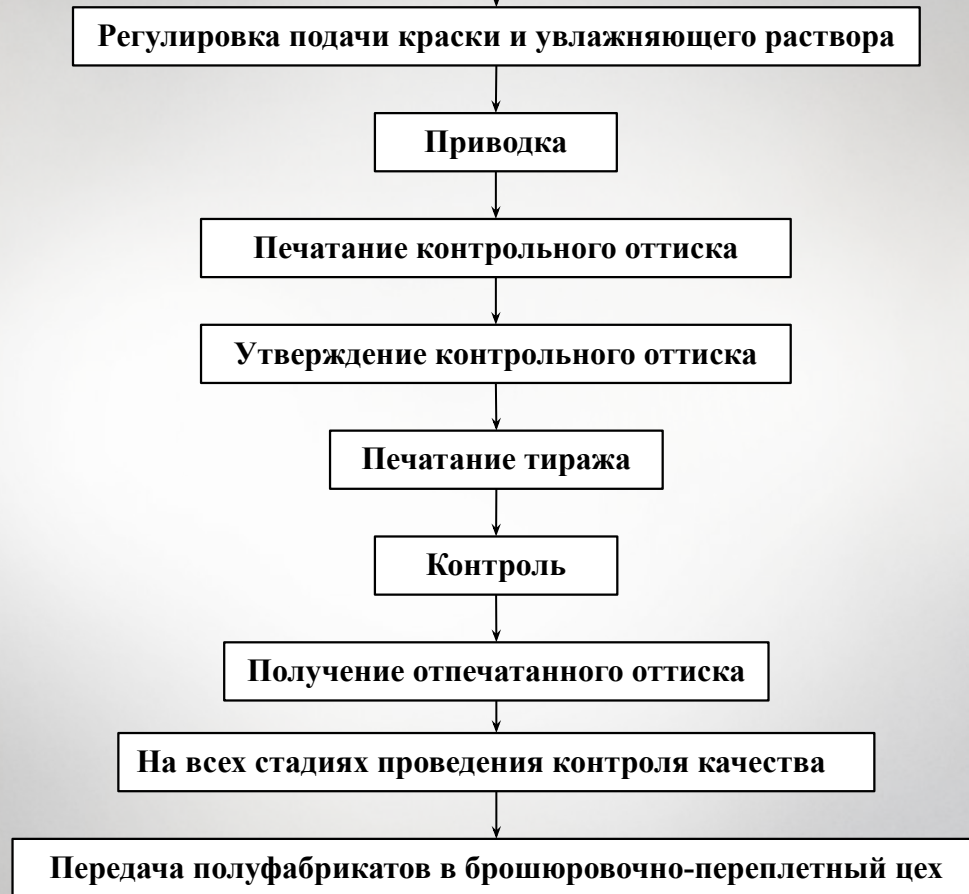 Регулировка подачи краски и увлажняющего раствора
Приводка
Печатание контрольного оттиска
Утверждение контрольного оттиска
Печатание тиража
Контроль
Получение отпечатанного оттиска
На всех стадиях проведения контроля качества
Передача полуфабрикатов в брошюровочно-переплетный цех